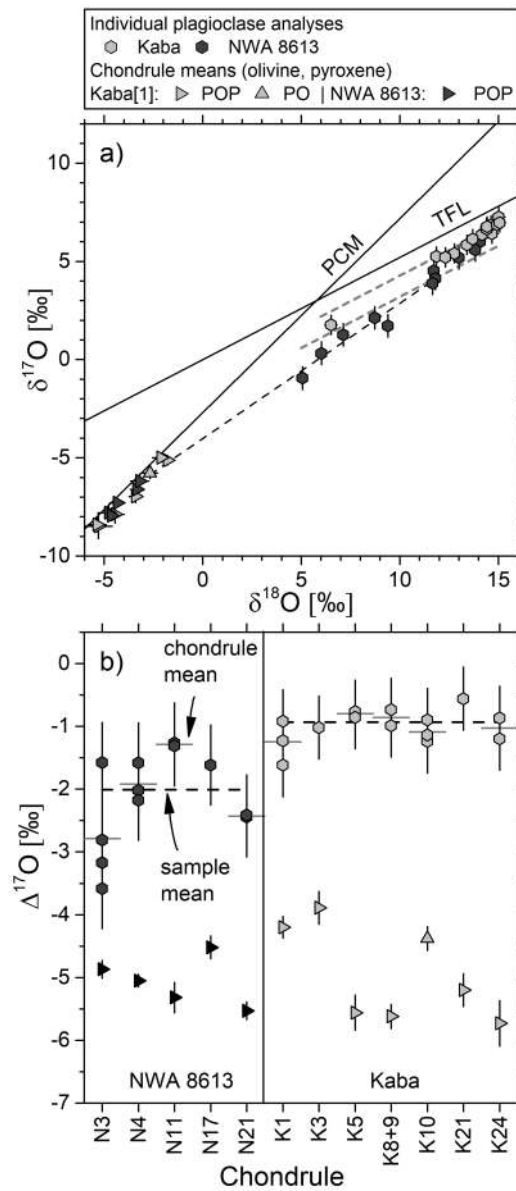 Individual plagioclase analyses
Kaba NWA 8613
Chondrule means (olivine, pyroxene)
Kaba[1]: POP PO | NWA 8613: POP
a)
PCM
TFL
10
5
0
-5
-10
δ¹⁷O [‰]
-5 0 5 10 15
δ¹⁸O [‰]
b)
chondrule
mean
sample
mean
0
-1
-2
-3
-4
-5
-6
-7
Δ¹⁷O [‰]
NWA 8613 Kaba
N3 N4 N11 N17 N21 K1 K3 K5 K8+9 K10 K21 K24
Chondrule